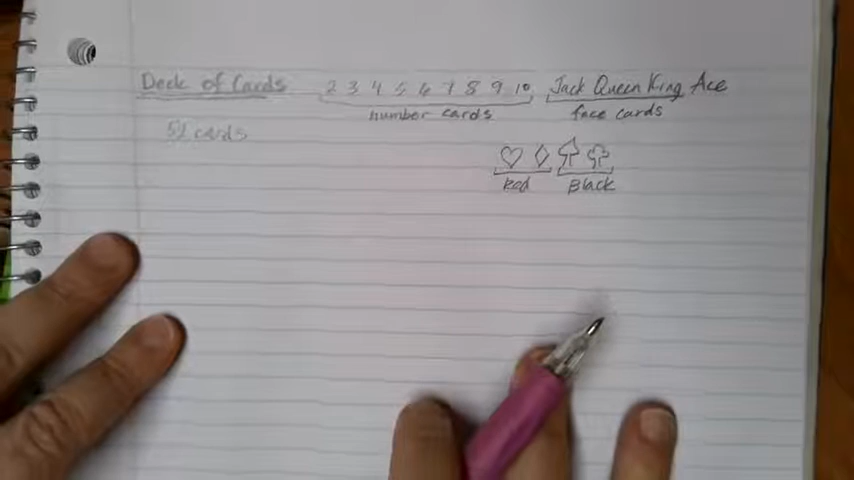 Deck of Cards 2 3 4 5 6 7 8 9 10 Jack Queen King Ace
number cards face cards
52 cards
Red Black